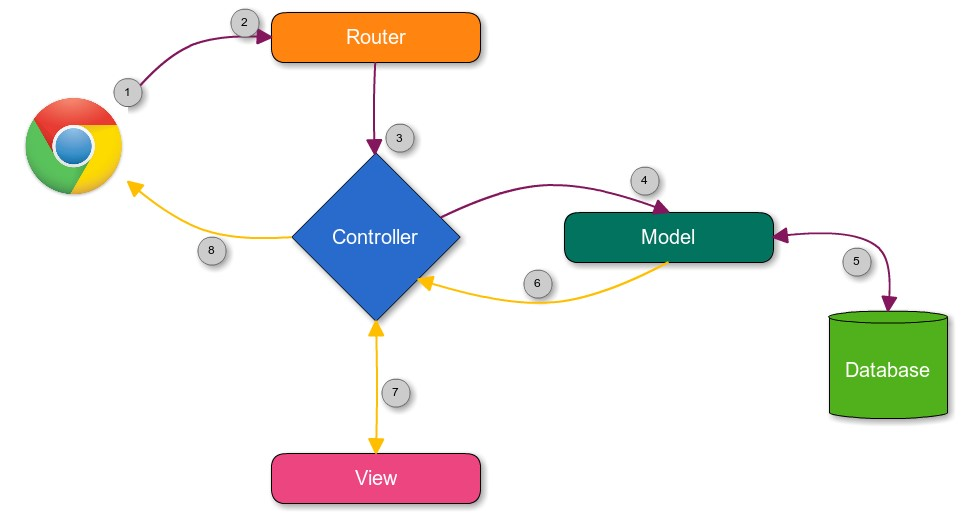 2
Router
1
3
4
Controller
Model
8
5
6
Database
7
View